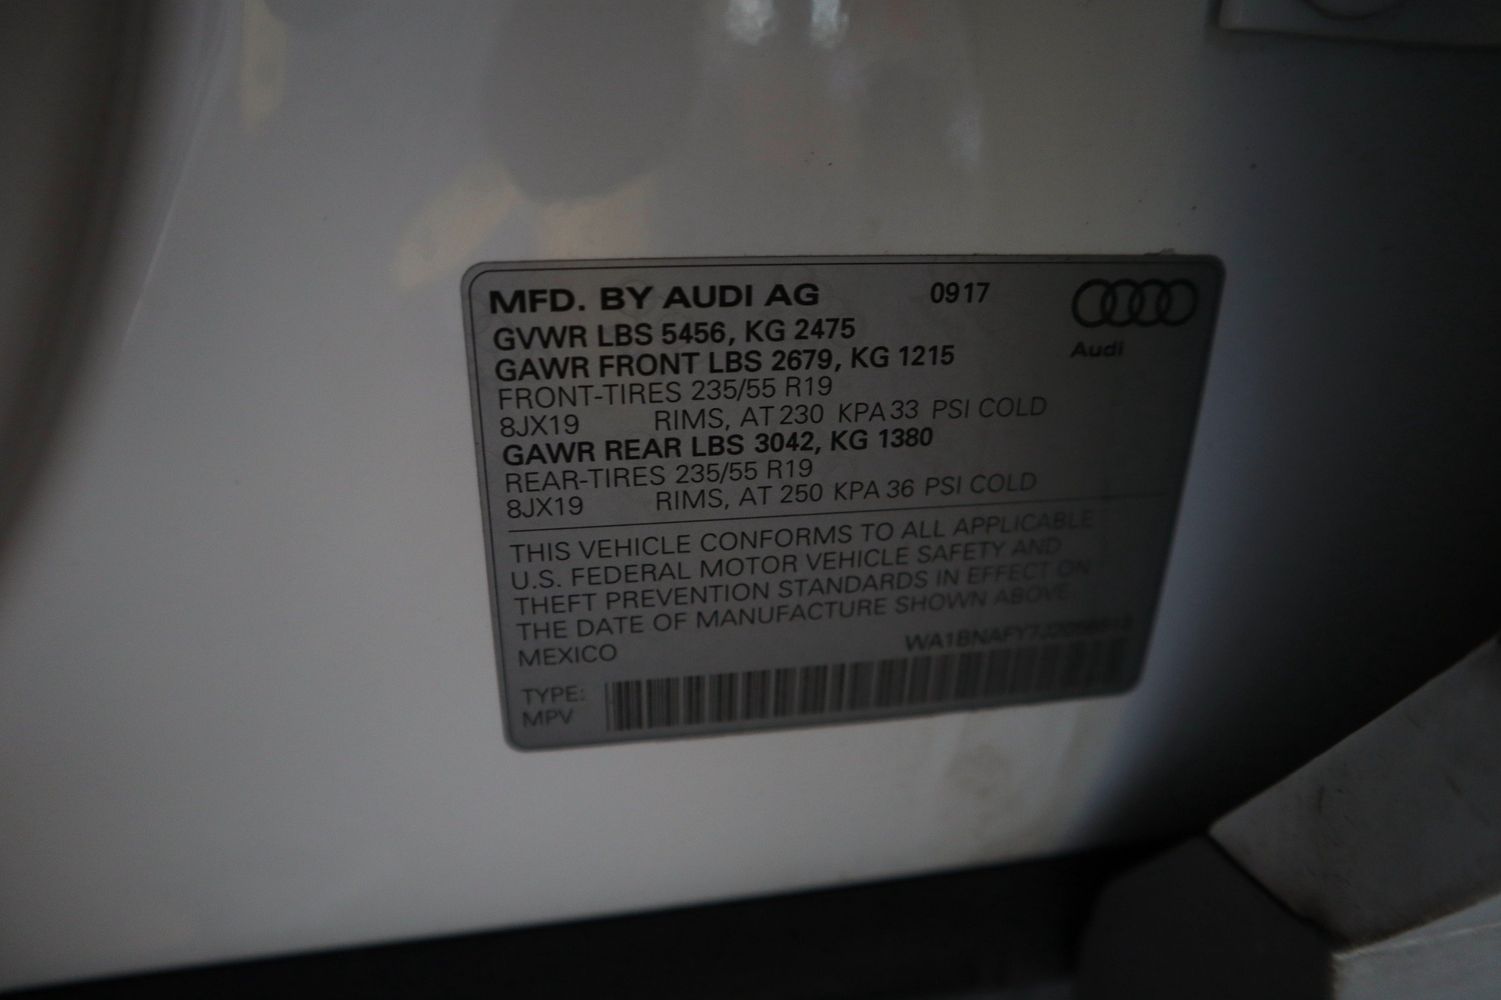 MFD. BY AUDI AG 0917
Audi
GVWR LBS 5456, KG 2475
GAWR FRONT LBS 2679, KG 1215
FRONT-TIRES 235/55 R19
8JX19 RIMS, AT 230 KPA 33 PSI COLD
GAWR REAR LBS 3042, KG 1380
REAR-TIRES 235/55 R19
8JX19 RIMS, AT 250 KPA 36 PSI COLD
THIS VEHICLE CONFORMS TO ALL APPLICABLE
U.S. FEDERAL MOTOR VEHICLE SAFETY AND
THEFT PREVENTION STANDARDS IN EFFECT ON
THE DATE OF MANUFACTURE SHOWN ABOVE
MEXICO
TYPE:
MPV